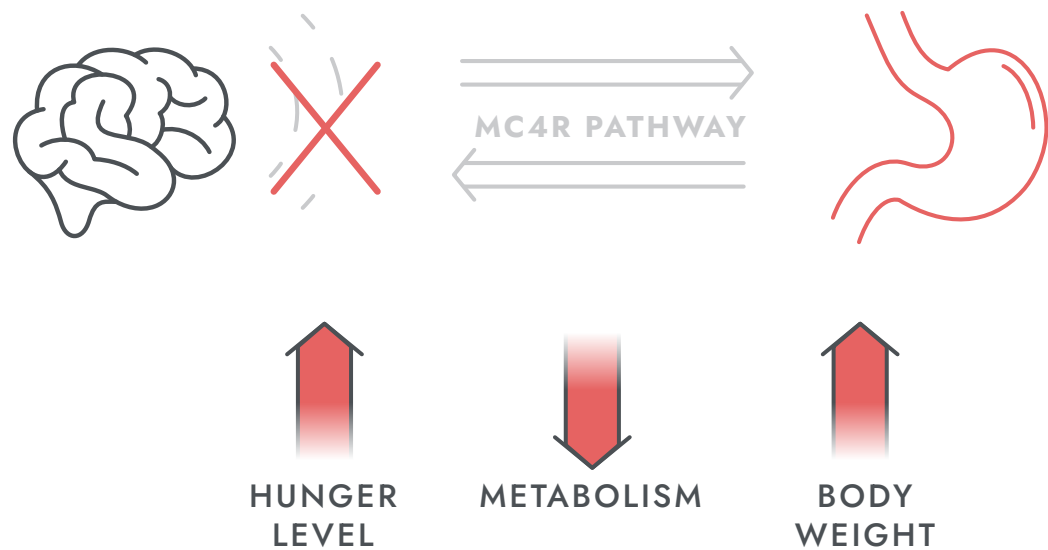 MC4R PATHWAY
HUNGER
LEVEL
METABOLISM
BODY
WEIGHT